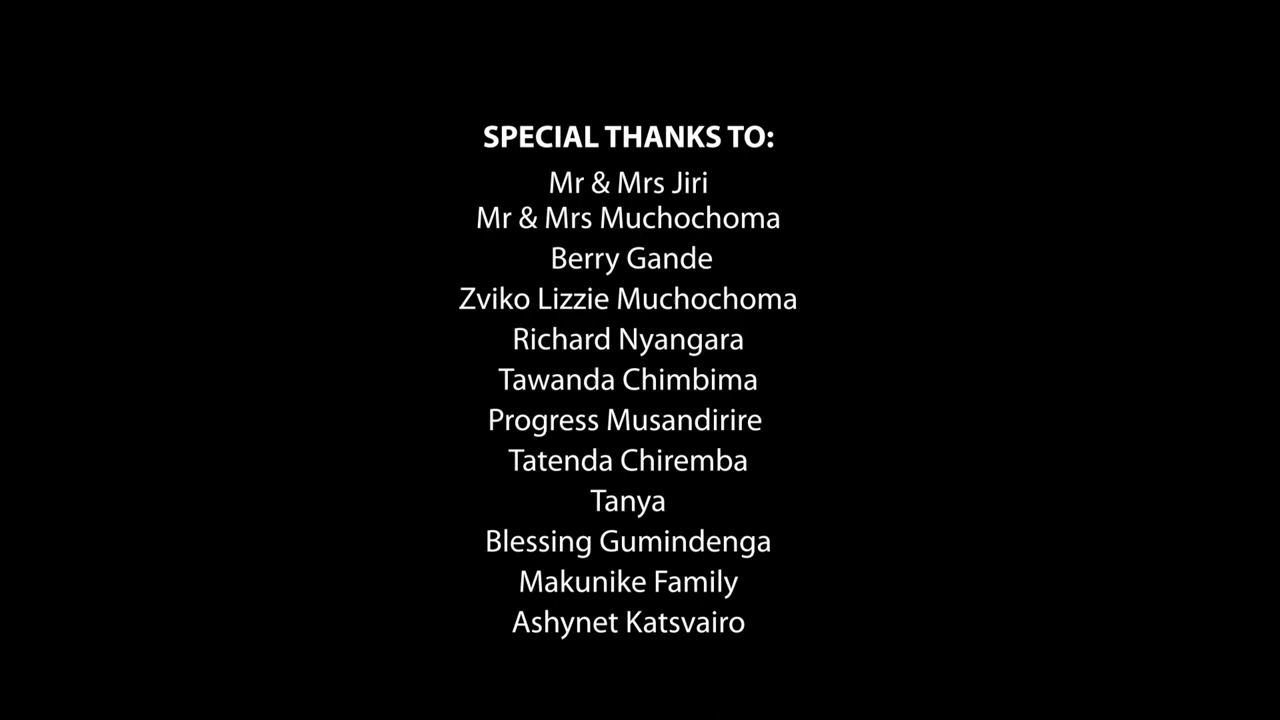 SPECIAL THANKS TO:
Mr & Mrs Jiri
Mr & Mrs Muchochoma
Berry Gande
Zviko Lizzie Muchochoma
Richard Nyangara
Tawanda Chimbima
Progress Musandirire
Tatenda Chiremba
Tanya
Blessing Gumindenga
Makunike Family
Ashynet Katsvairo